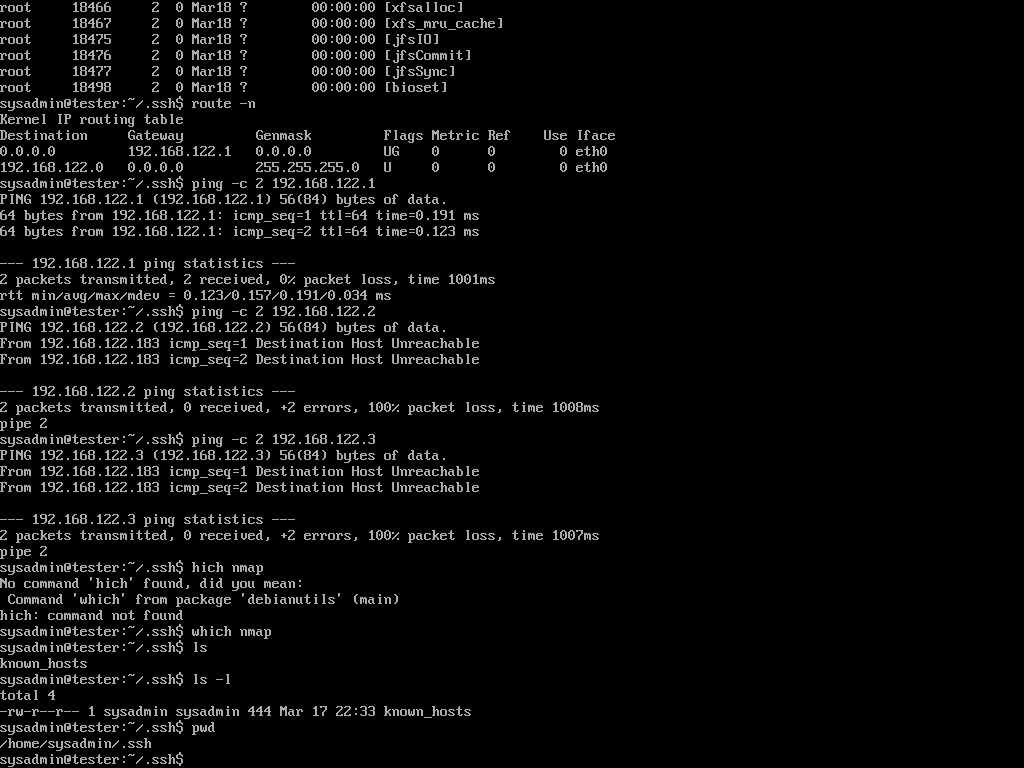 root     18466     2  0 Mar18 ?        00:00:00 [xfsalloc]
root     18467     2  0 Mar18 ?        00:00:00 [xfs_mru_cache]
root     18475     2  0 Mar18 ?        00:00:00 [jfsIO]
root     18476     2  0 Mar18 ?        00:00:00 [jfsCommit]
root     18477     2  0 Mar18 ?        00:00:00 [jfsSync]
root     18498     2  0 Mar18 ?        00:00:00 [bioset]
sysadmin@tester:~/.ssh$ route -n
Kernel IP routing table
Destination     Gateway         Genmask         Flags Metric Ref    Use Iface
0.0.0.0         192.168.122.1   0.0.0.0         UG    0      0        0 eth0
192.168.122.0   0.0.0.0         255.255.255.0   U     0      0        0 eth0
sysadmin@tester:~/.ssh$ ping -c 2 192.168.122.1
PING 192.168.122.1 (192.168.122.1) 56(84) bytes of data.
64 bytes from 192.168.122.1: icmp_seq=1 ttl=64 time=0.191 ms
64 bytes from 192.168.122.1: icmp_seq=2 ttl=64 time=0.123 ms

--- 192.168.122.1 ping statistics ---
2 packets transmitted, 2 received, 0% packet loss, time 1001ms
rtt min/avg/max/mdev = 0.123/0.157/0.191/0.034 ms
sysadmin@tester:~/.ssh$ ping -c 2 192.168.122.2
PING 192.168.122.2 (192.168.122.2) 56(84) bytes of data.
From 192.168.122.183 icmp_seq=1 Destination Host Unreachable
From 192.168.122.183 icmp_seq=2 Destination Host Unreachable

--- 192.168.122.2 ping statistics ---
2 packets transmitted, 0 received, +2 errors, 100% packet loss, time 1008ms
pipe 2
sysadmin@tester:~/.ssh$ ping -c 2 192.168.122.3
PING 192.168.122.3 (192.168.122.3) 56(84) bytes of data.
From 192.168.122.183 icmp_seq=1 Destination Host Unreachable
From 192.168.122.183 icmp_seq=2 Destination Host Unreachable

--- 192.168.122.3 ping statistics ---
2 packets transmitted, 0 received, +2 errors, 100% packet loss, time 1007ms
pipe 2
sysadmin@tester:~/.ssh$ hich nmap
No command 'hich' found, did you mean:
 Command 'which' from package 'debianutils' (main)
hich: command not found
sysadmin@tester:~/.ssh$ which nmap
sysadmin@tester:~/.ssh$ ls
known_hosts
sysadmin@tester:~/.ssh$ ls -l
total 4
-rw-r--r-- 1 sysadmin sysadmin 444 Mar 17 22:33 known_hosts
sysadmin@tester:~/.ssh$ pwd
/home/sysadmin/.ssh
sysadmin@tester:~/.ssh$